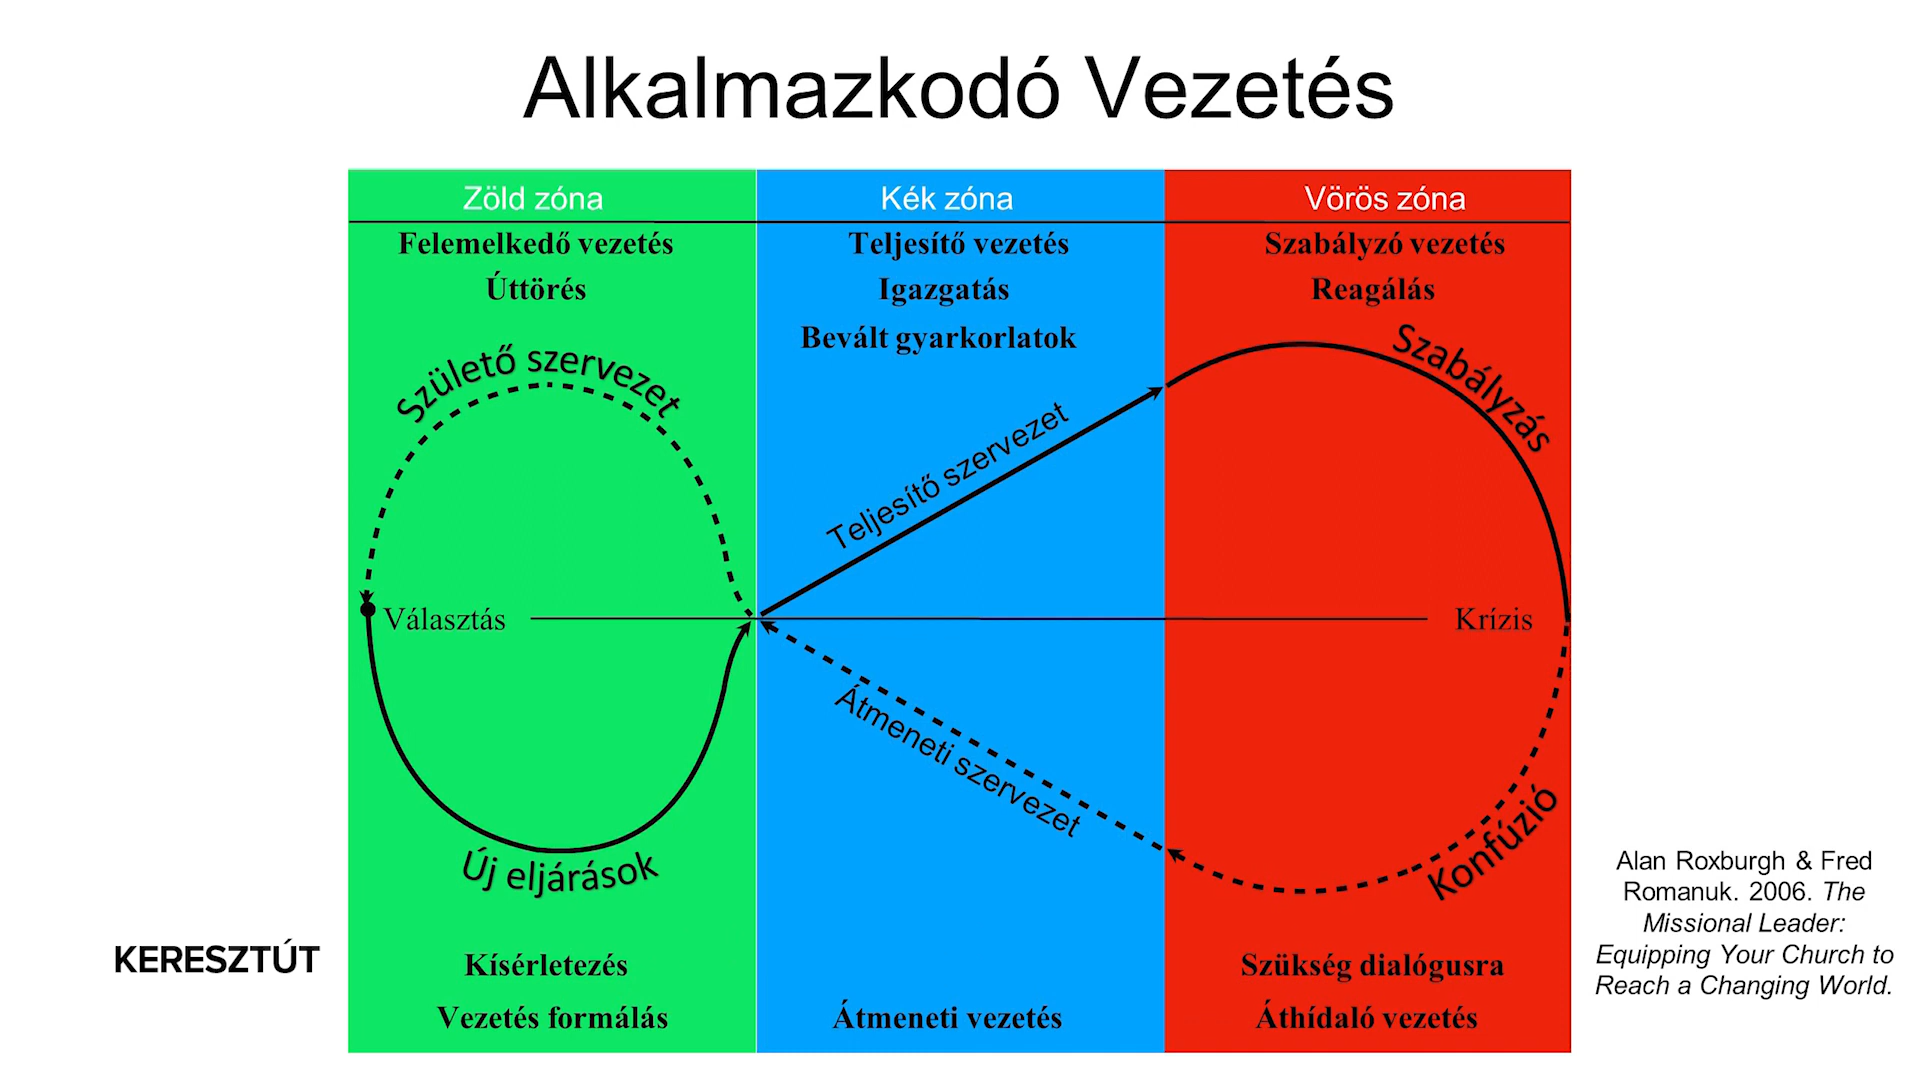 Alkalmazkodó Vezetés
Zöld zóna
Felemelkedő vezetés
Úttörés
Születő szervezet
Választás
Új eljárások
Kísérletezés
Vezetés formálás
Kék zóna
Teljesítő vezetés
Igazgatás
Bevált gyarkorlatok
Teljesítő szervezet
Átmeneti szervezet
Átmeneti vezetés
Vörös zóna
Szabályzó vezetés
Reagálás
Szabályzás
Krízis
Konfúzió
Szükség dialógusra
Áthídaló vezetés
KERESZTÚT
Alan Roxburgh & Fred
Romanuk. 2006. The
Missional Leader:
Equipping Your Church to
Reach a Changing World.